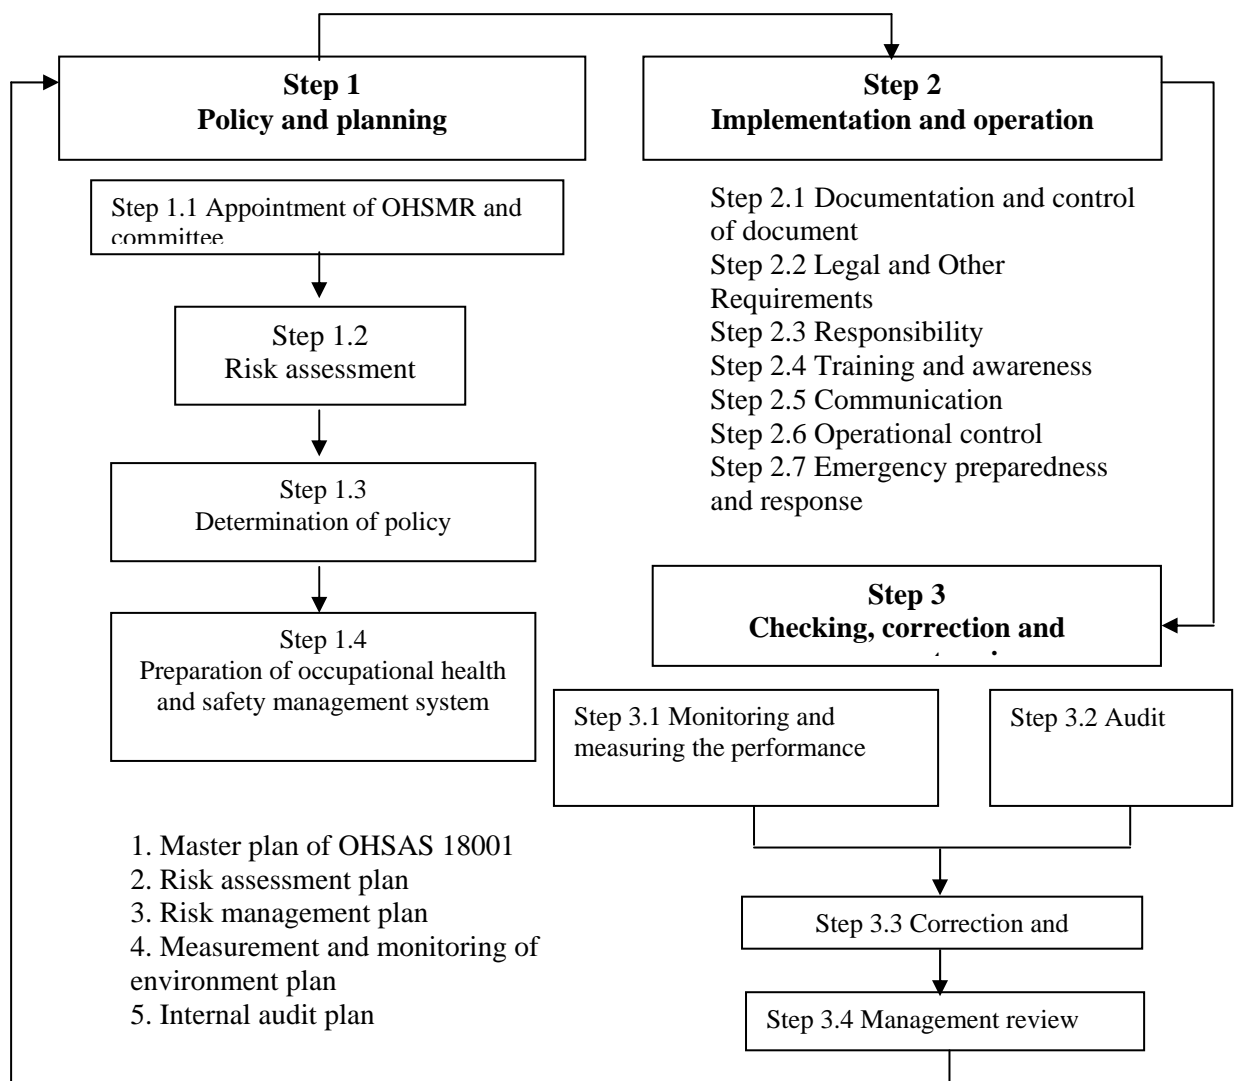 Step 1
Policy and planning
Step 1.1 Appointment of OHSMR and
committee
Step 1.2
Risk assessment
Step 1.3
Determination of policy
Step 1.4
Preparation of occupational health
and safety management system
1. Master plan of OHSAS 18001
2. Risk assessment plan
3. Risk management plan
4. Measurement and monitoring of
environment plan
5. Internal audit plan
Step 2
Implementation and operation
Step 2.1 Documentation and control
of document
Step 2.2 Legal and Other
Requirements
Step 2.3 Responsibility
Step 2.4 Training and awareness
Step 2.5 Communication
Step 2.6 Operational control
Step 2.7 Emergency preparedness
and response
Step 3
Checking, correction and
Step 3.1 Monitoring and
measuring the performance
Step 3.2 Audit
Step 3.3 Correction and
Step 3.4 Management review